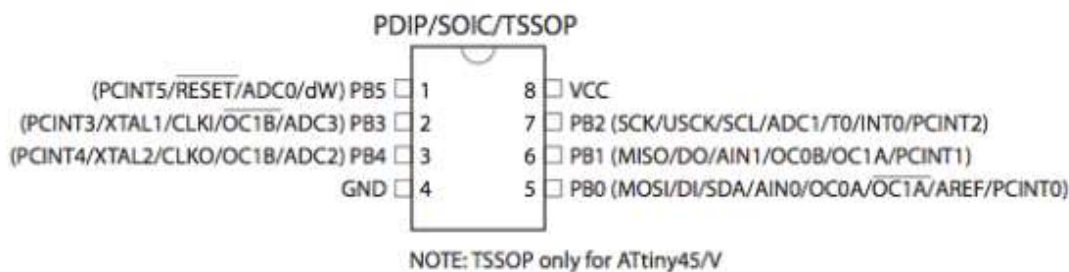 PDIP/SOIC/TSSOP
(PCINT5/RESET/ADC0/dW) PB5 1 8 VCC
(PCINT3/XTAL1/CLKI/OC1B/ADC3) PB3 2 7 PB2 (SCK/USCK/SCL/ADC1/T0/INT0/PCINT2)
(PCINT4/XTAL2/CLKO/OC1B/ADC2) PB4 3 6 PB1 (MISO/DO/AIN1/OC0B/OC1A/PCINT1)
GND 4 5 PB0 (MOSI/DI/SDA/AIN0/OC0A/OC1A/AREF/PCINT0)
NOTE: TSSOP only for ATtiny45/V